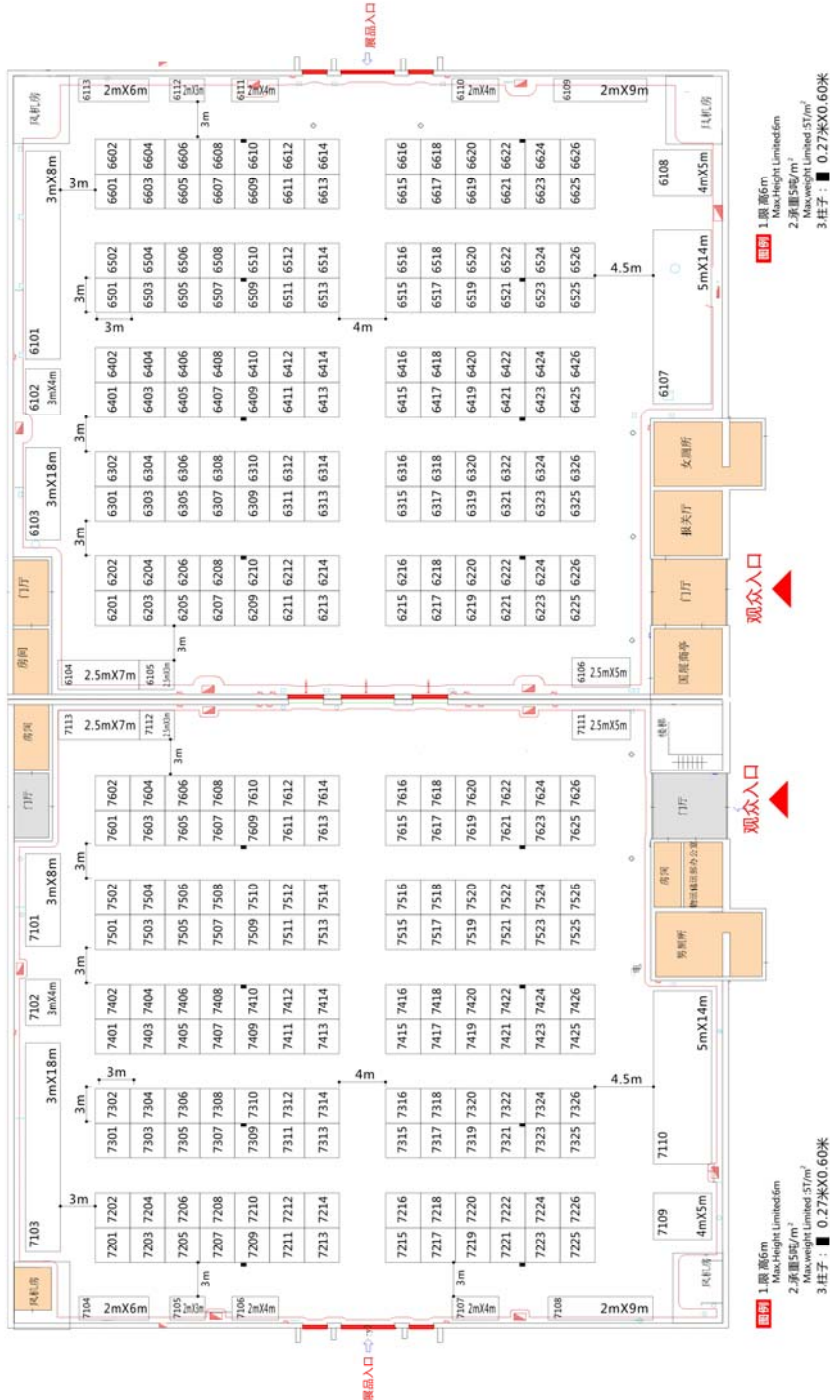 展品入口
6113 2mX6m
6112 2mX3m
6111 2mX4m
6110 2mX4m
6109 2mX9m
风机房
3m
6602 6604 6606 6608 6610 6612 6614 6616 6618 6620 6622 6624 6626
6601 6603 6605 6607 6609 6611 6613 6615 6617 6619 6621 6623 6625
6101 3mX8m
3m
6108 4mX5m
6502 6504 6506 6508 6510 6512 6514 6516 6518 6520 6522 6524 6526
6501 6503 6505 6507 6509 6511 6513 6515 6517 6519 6521 6523 6525
3m
3m
4m
4.5m
6107 5mX14m
6102 3mX4m
6402 6404 6406 6408 6410 6412 6414 6416 6418 6420 6422 6424 6426
6401 6403 6405 6407 6409 6411 6413 6415 6417 6419 6421 6423 6425
3m
6103 3mX18m
6302 6304 6306 6308 6310 6312 6314 6316 6318 6320 6322 6324 6326
6301 6303 6305 6307 6309 6311 6313 6315 6317 6319 6321 6323 6325
3m
女厕所
报关厅
6202 6204 6206 6208 6210 6212 6214 6216 6218 6220 6222 6224 6226
6201 6203 6205 6207 6209 6211 6213 6215 6217 6219 6221 6223 6225
门厅
门厅
观众入口
房间
国展商亭
3m
6104 2.5mX7m
6105 2.5mX3m
6106 2.5mX5m
图例
1.限高6m
Max,Height Limited:6m
2.承重5吨/m²
Max,weight Limited :5T/m²
3.柱子： 0.27米X0.60米
7113 2.5mX7m
7112 2.5mX3m
7111 2.5mX5m
房间
楼梯
3m
7602 7604 7606 7608 7610 7612 7614 7616 7618 7620 7622 7624 7626
7601 7603 7605 7607 7609 7611 7613 7615 7617 7619 7621 7623 7625
门厅
门厅
观众入口
3m
7101 3mX8m
7502 7504 7506 7508 7510 7512 7514 7516 7518 7520 7522 7524 7526
7501 7503 7505 7507 7509 7511 7513 7515 7517 7519 7521 7523 7525
房间
男厕所
3m
7102 3mX4m
7402 7404 7406 7408 7410 7412 7414 7416 7418 7420 7422 7424 7426
7401 7403 7405 7407 7409 7411 7413 7415 7417 7419 7421 7423 7425
7103 3mX18m
3m
3m
4m
4.5m
7110 5mX14m
7302 7304 7306 7308 7310 7312 7314 7316 7318 7320 7322 7324 7326
7301 7303 7305 7307 7309 7311 7313 7315 7317 7319 7321 7323 7325
3m
7202 7204 7206 7208 7210 7212 7214 7216 7218 7220 7222 7224 7226
7201 7203 7205 7207 7209 7211 7213 7215 7217 7219 7221 7223 7225
7109 4mX5m
3m
3m
风机房
风机房
7104 2mX6m
7105 2mX3m
7106 2mX4m
7107 2mX4m
7108 2mX9m
展品入口
图例
1.限高6m
Max,Height Limited:6m
2.承重5吨/m²
Max,weight Limited :5T/m²
3.柱子： 0.27米X0.60米